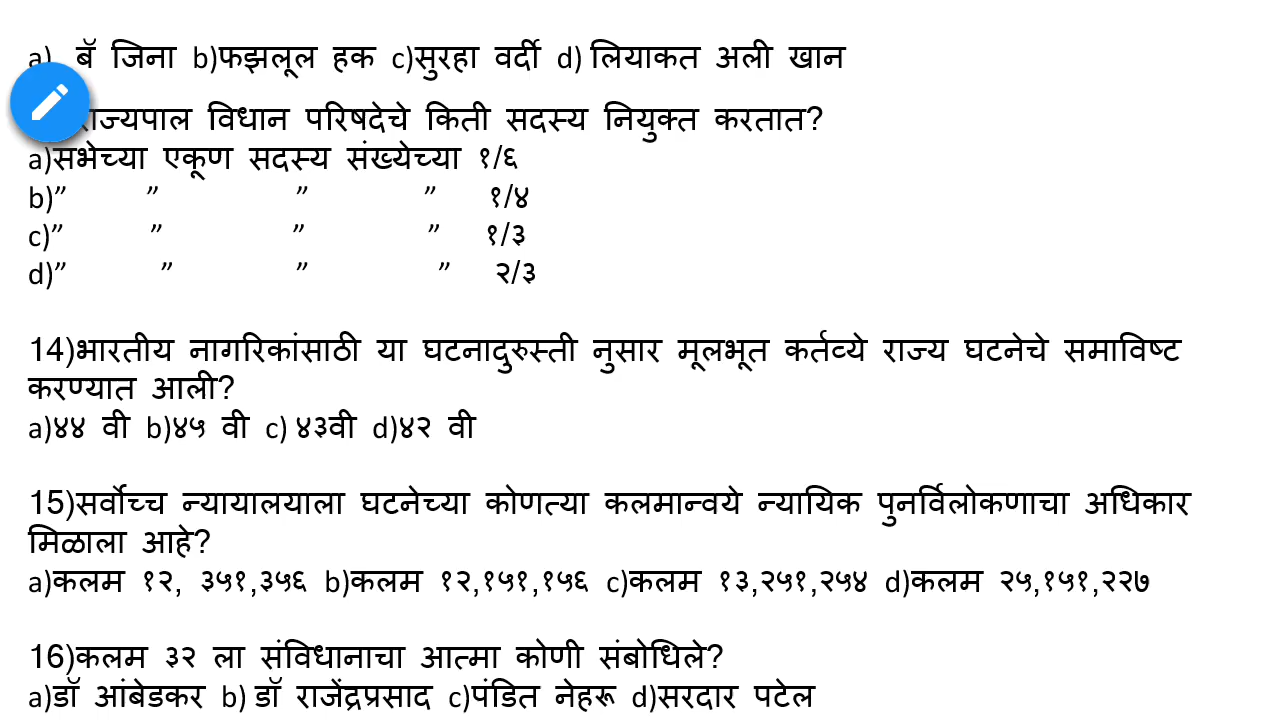 a) बॅ जिना b)फझलूल हक c)सुरहा वर्दी d) लियाकत अली खान
राज्यपाल विधान परिषदेचे किती सदस्य नियुक्त करतात?
a)सभेच्या एकूण सदस्य संख्येच्या १/६
b)” ” ” ” १/४
c)” ” ” ” १/३
d)” ” ” ” २/३
14)भारतीय नागरिकांसाठी या घटनादुरुस्ती नुसार मूलभूत कर्तव्ये राज्य घटनेचे समाविष्ट
करण्यात आली?
a)४४ वी b)४५ वी c) ४३वी d)४२ वी
15)सर्वोच्च न्यायालयाला घटनेच्या कोणत्या कलमान्वये न्यायिक पुनर्विलोकणाचा अधिकार
मिळाला आहे?
a)कलम १२, ३५१,३५६ b)कलम १२,१५१,१५६ c)कलम १३,२५१,२५४ d)कलम २५,१५१,२२७
16)कलम ३२ ला संविधानाचा आत्मा कोणी संबोधिले?
a)डॉ आंबेडकर b) डॉ राजेंद्रप्रसाद c)पंडित नेहरू d)सरदार पटेल